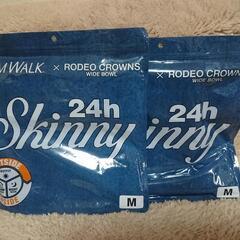 M WALK. × RODEO CROWNS
WIDE BOWL
24h
Skinny
M
× RODEO CROWNS
WIDE BOWL
24h
inny
M